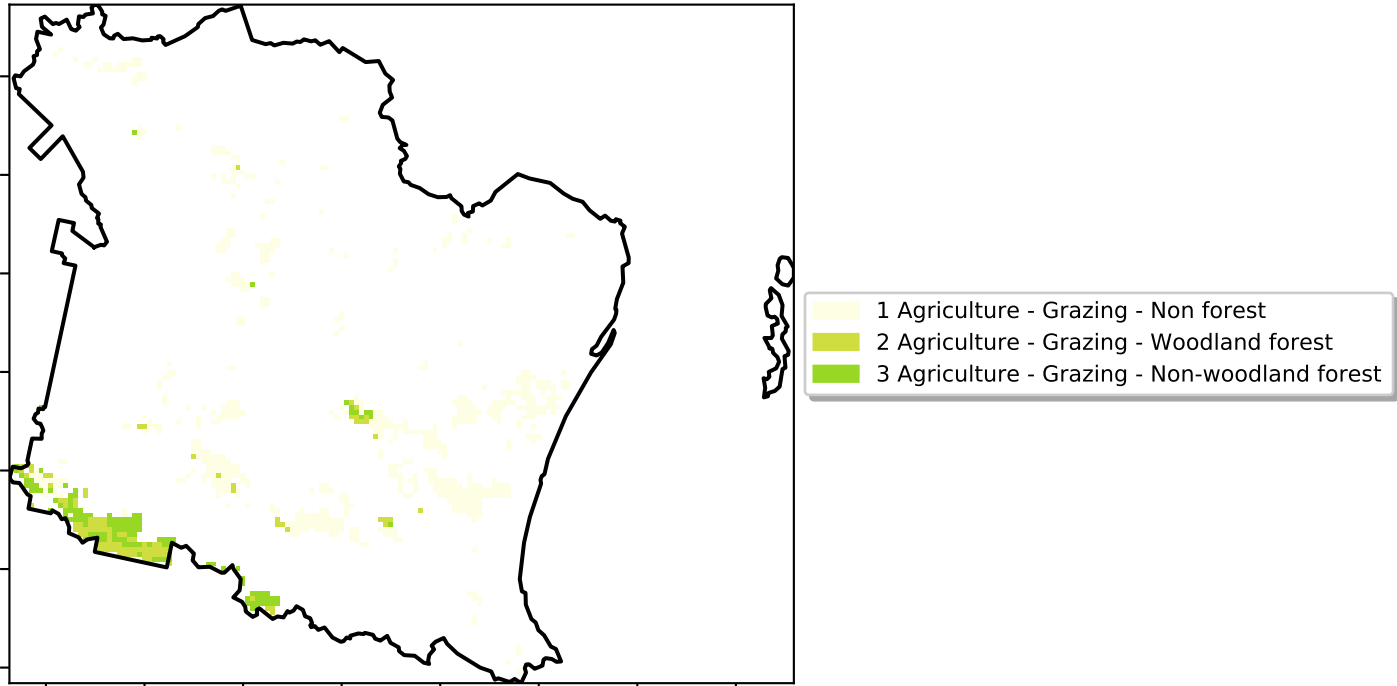 1 Agriculture - Grazing - Non forest
2 Agriculture - Grazing - Woodland forest
3 Agriculture - Grazing - Non-woodland forest